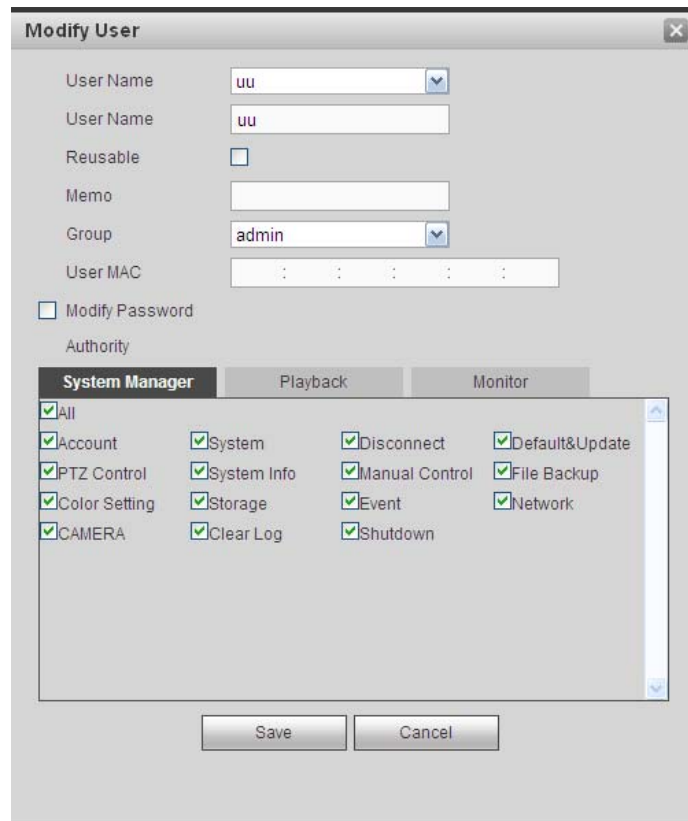 Modify User
User Name uu
User Name uu
Reusable
Memo
Group admin
User MAC : : : : :
Modify Password
Authority
System Manager Playback Monitor
All
Account System Disconnect Default&Update
PTZ Control System Info Manual Control File Backup
Color Setting Storage Event Network
CAMERA Clear Log Shutdown
Save Cancel